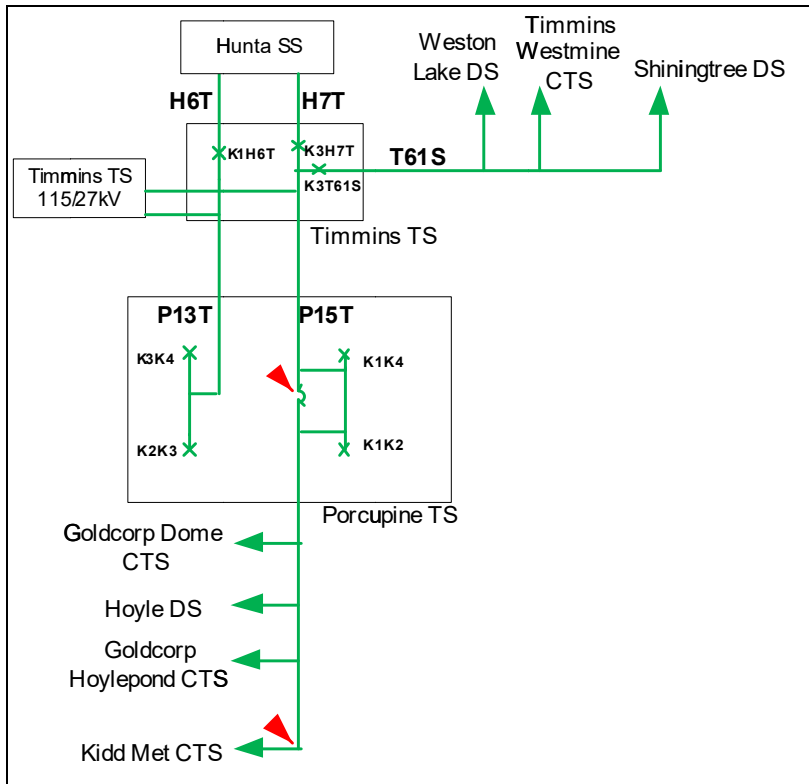 Hunta SS
Weston
Lake DS
Timmins
Westmine
CTS
Shiningtree DS
H6T
H7T
K1H6T
K3H7T
T61S
K3T61S
Timmins TS
115/27kV
Timmins TS
P13T
P15T
K3K4
K1K4
K2K3
K1K2
Porcupine TS
Goldcorp Dome
CTS
Hoyle DS
Goldcorp
Hoylepond CTS
Kidd Met CTS